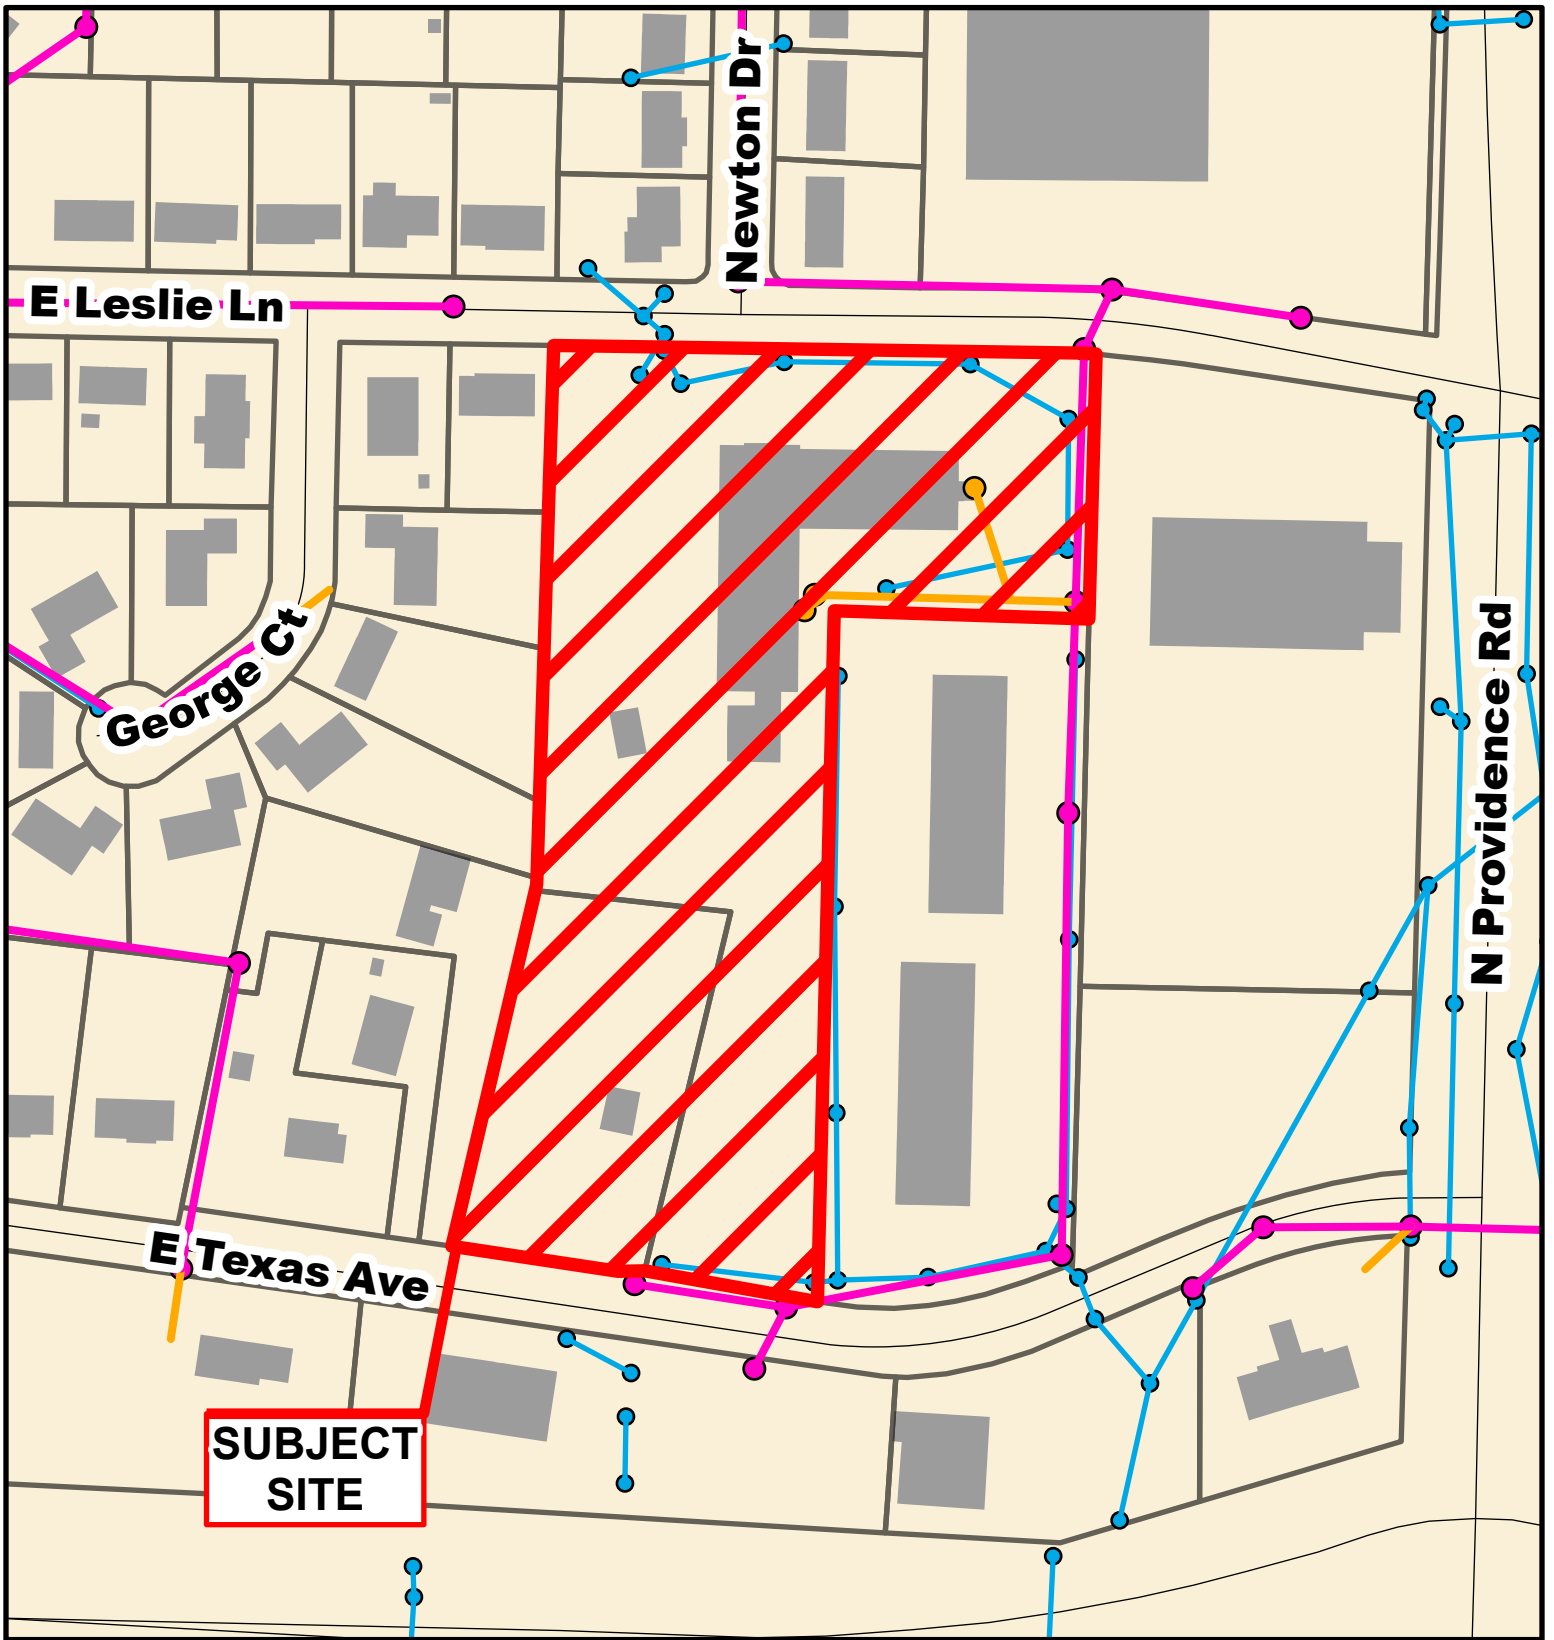 Newton Dr
E Leslie Ln
George Ct
N Providence Rd
E Texas Ave
SUBJECT
SITE